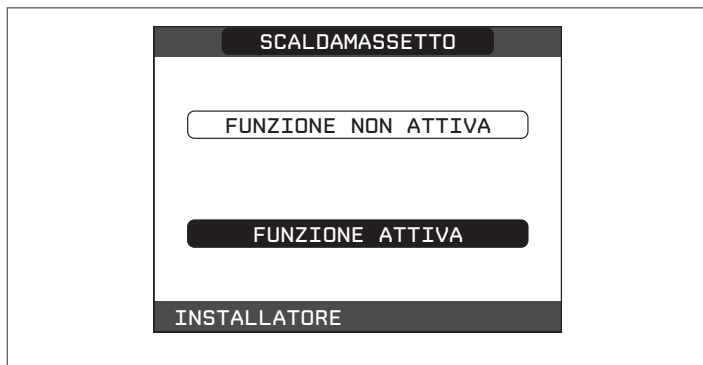 SCALDAMASSETTO
FUNZIONE NON ATTIVA
FUNZIONE ATTIVA
INSTALLATORE